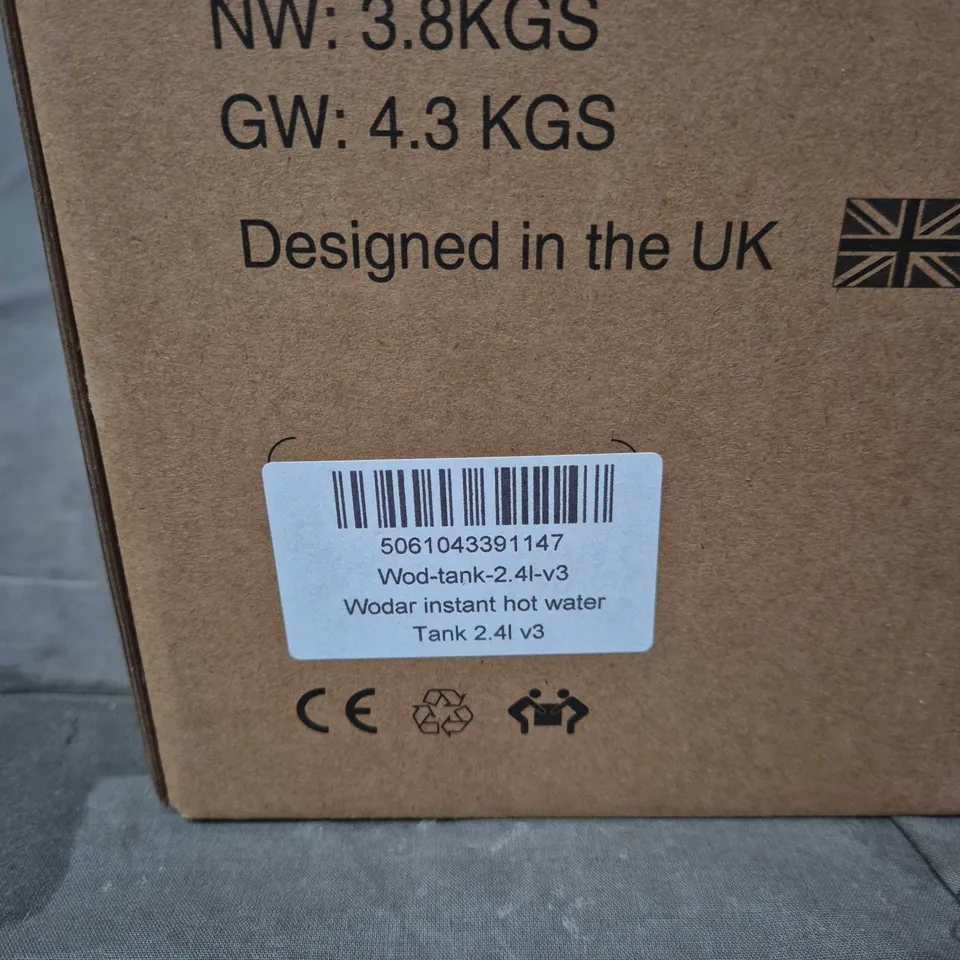 NW: 3.8KGS
GW: 4.3 KGS
Designed in the UK
5061043391147
Wod-tank-2.4l-v3
Wodar instant hot water
Tank 2.4l v3
CE